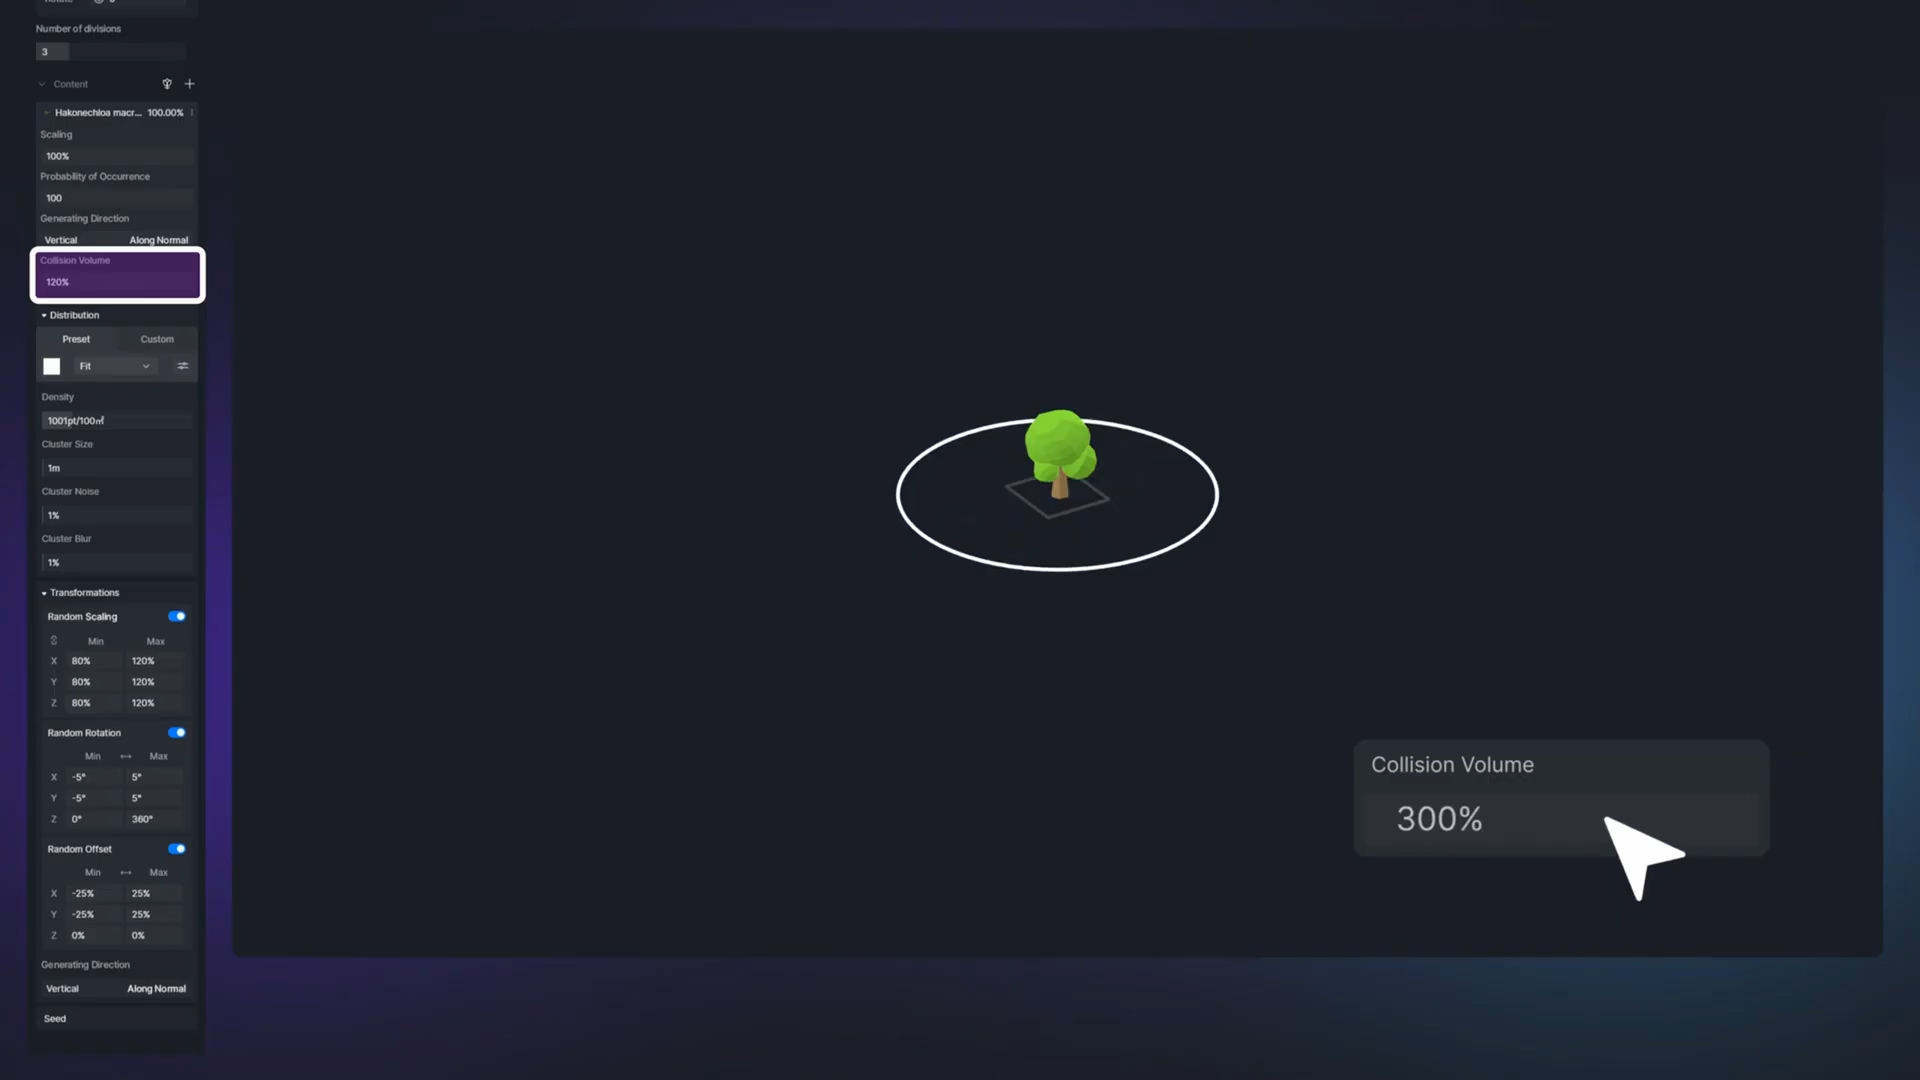 Number of divisions
3
Content
Hakonechloa macr... 100.00%
Scaling
100%
Probability of Occurrence
100
Generating Direction
Vertical Along Normal
Collision Volume
120%
Distribution
Preset Custom
Fit
Density
1001pt/100㎡
Cluster Size
1m
Cluster Noise
1%
Cluster Blur
1%
Transformations
Random Scaling
Min Max
X 80% 120%
Y 80% 120%
Z 80% 120%
Random Rotation
Min Max
X -5° 5°
Y -5° 5°
Z 0° 360°
Random Offset
Min Max
X -25% 25%
Y -25% 25%
Z 0% 0%
Generating Direction
Vertical Along Normal
Seed
Collision Volume
300%